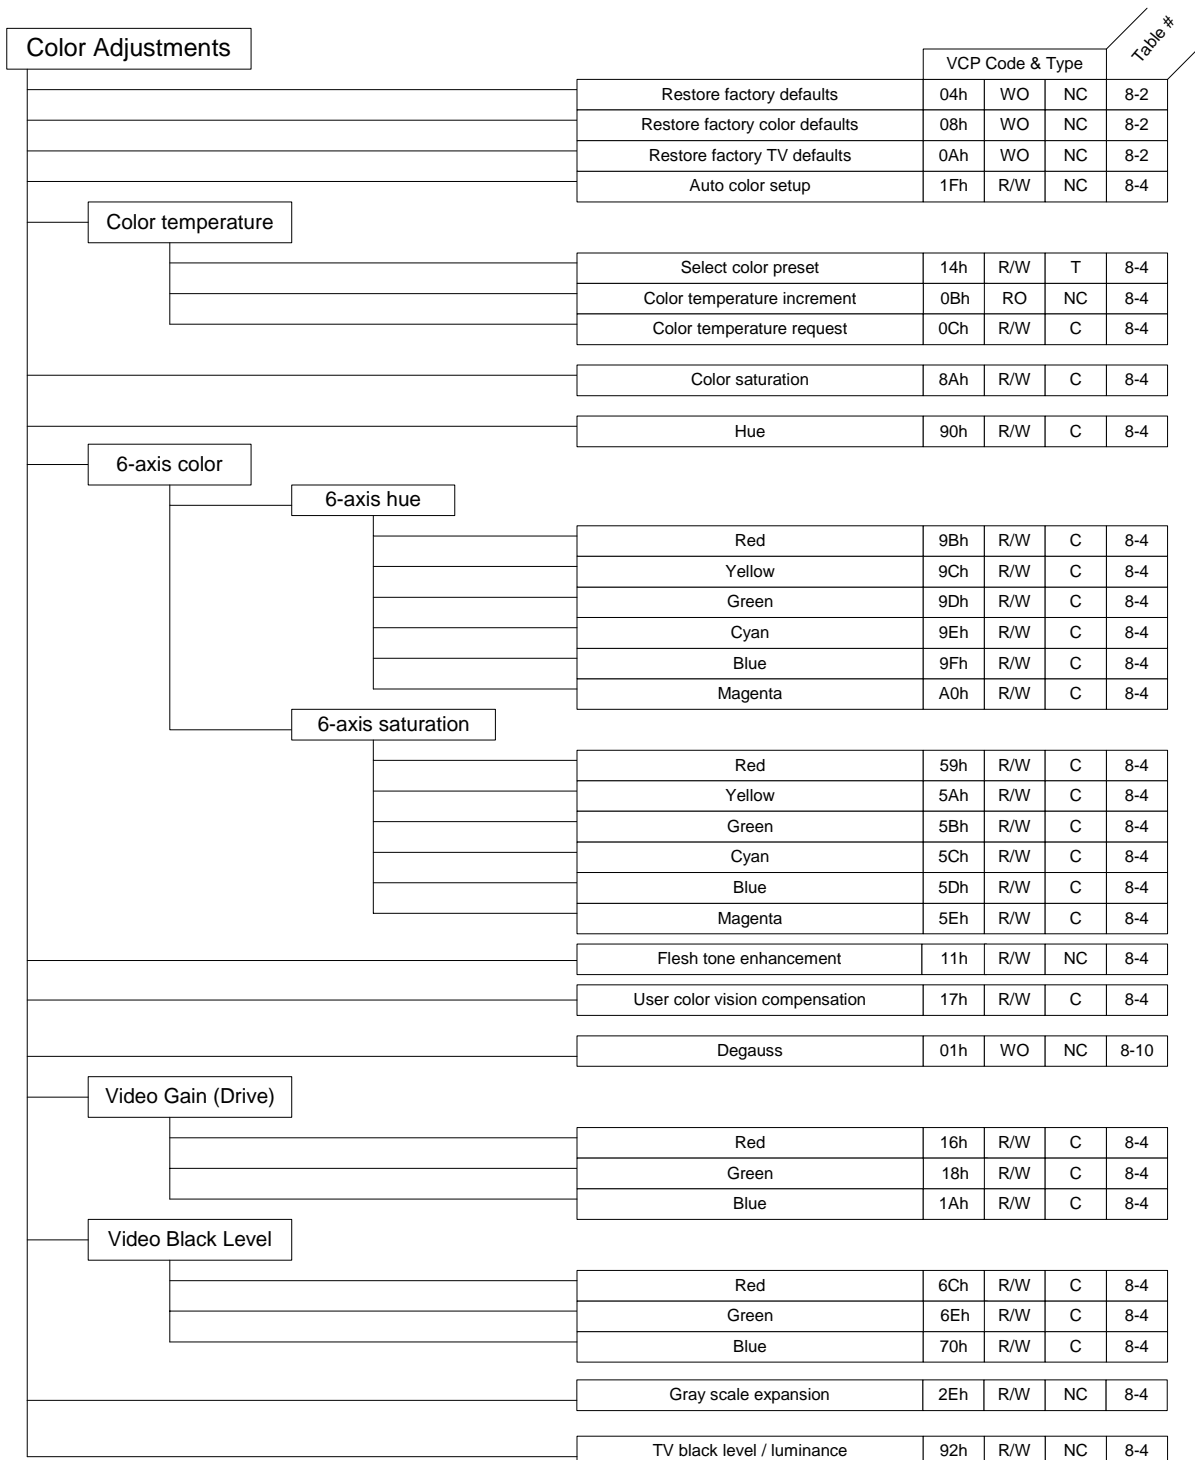 Color Adjustments
Table #
VCP Code & Type
Restore factory defaults 04h WO NC 8-2
Restore factory color defaults 08h WO NC 8-2
Restore factory TV defaults 0Ah WO NC 8-2
Auto color setup 1Fh R/W NC 8-4
Color temperature
Select color preset 14h R/W T 8-4
Color temperature increment 0Bh RO NC 8-4
Color temperature request 0Ch R/W C 8-4
Color saturation 8Ah R/W C 8-4
Hue 90h R/W C 8-4
6-axis color
6-axis hue
Red 9Bh R/W C 8-4
Yellow 9Ch R/W C 8-4
Green 9Dh R/W C 8-4
Cyan 9Eh R/W C 8-4
Blue 9Fh R/W C 8-4
Magenta A0h R/W C 8-4
6-axis saturation
Red 59h R/W C 8-4
Yellow 5Ah R/W C 8-4
Green 5Bh R/W C 8-4
Cyan 5Ch R/W C 8-4
Blue 5Dh R/W C 8-4
Magenta 5Eh R/W C 8-4
Flesh tone enhancement 11h R/W NC 8-4
User color vision compensation 17h R/W C 8-4
Degauss 01h WO NC 8-10
Video Gain (Drive)
Red 16h R/W C 8-4
Green 18h R/W C 8-4
Blue 1Ah R/W C 8-4
Video Black Level
Red 6Ch R/W C 8-4
Green 6Eh R/W C 8-4
Blue 70h R/W C 8-4
Gray scale expansion 2Eh R/W NC 8-4
TV black level / luminance 92h R/W NC 8-4